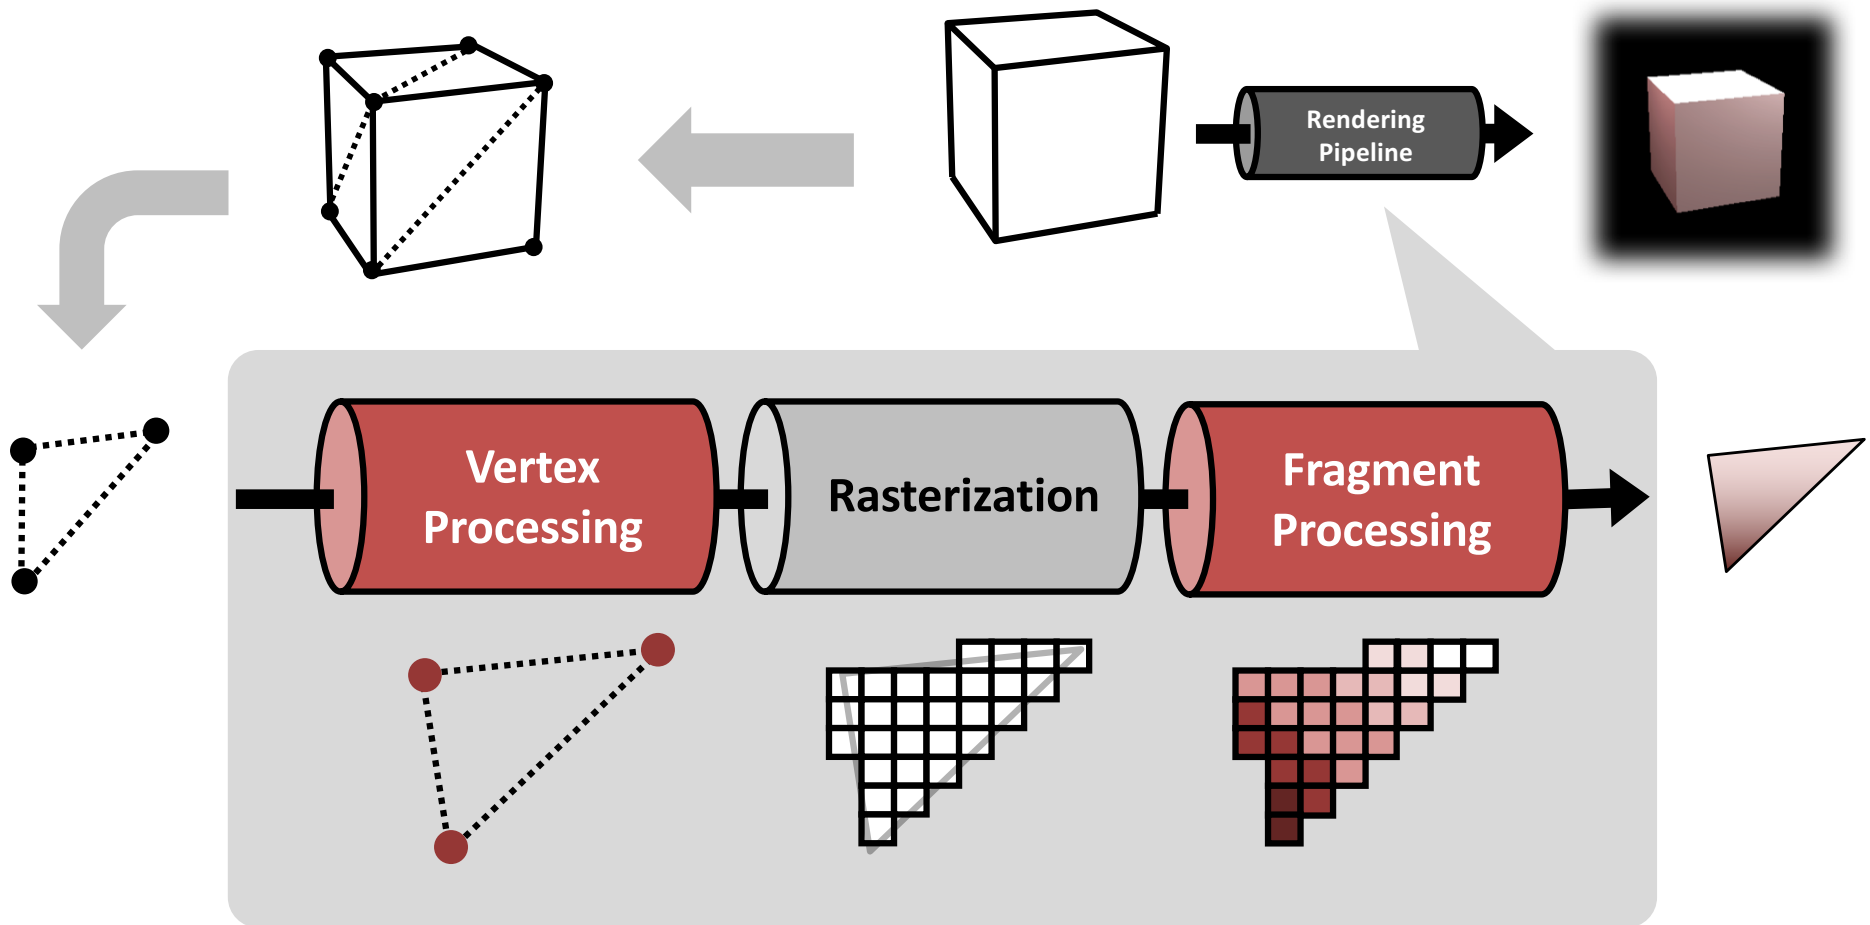 Rendering
Pipeline
Vertex
Processing
Rasterization
Fragment
Processing